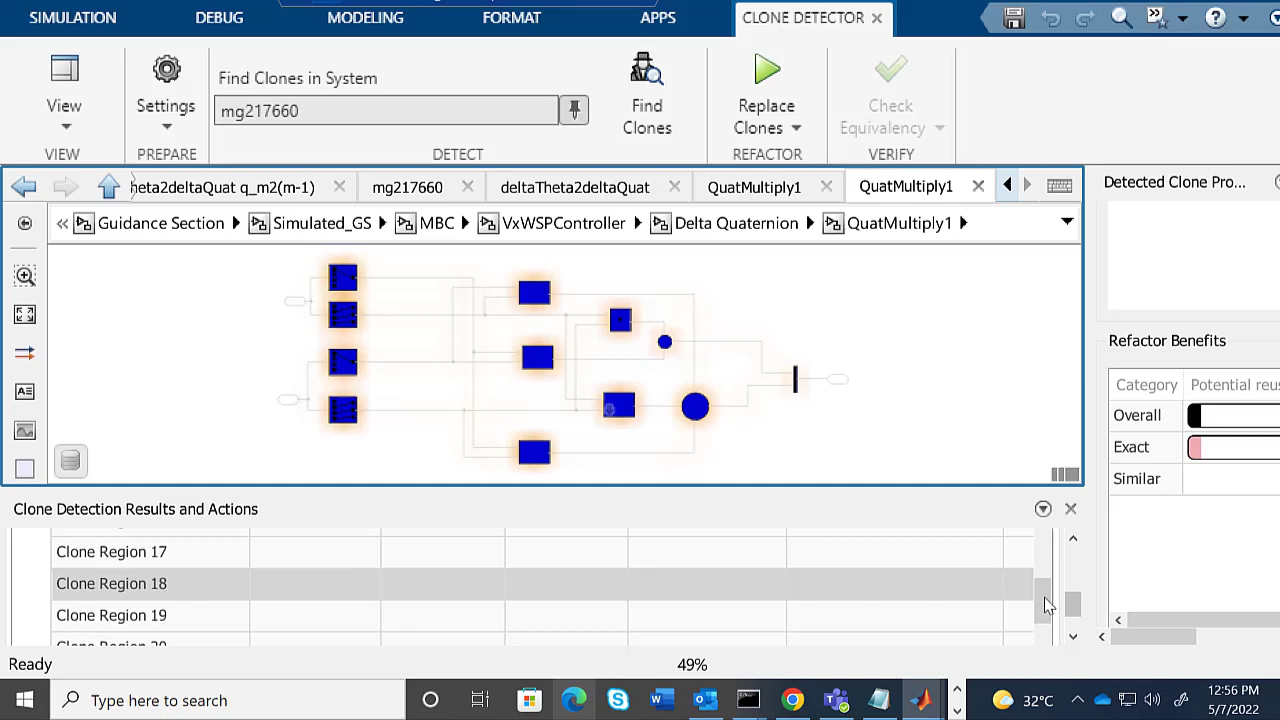 SIMULATION DEBUG MODELING FORMAT APPS CLONE DETECTOR
View
Settings
Find Clones in System
mg217660
Find
Clones
Replace
Clones
Check
Equivalency
VIEW PREPARE DETECT REFACTOR VERIFY
heta2deltaQuat q_m2(m-1) mg217660 deltaTheta2deltaQuat QuatMultiply1 QuatMultiply1
Guidance Section Simulated_GS MBC VxWSPController Delta Quaternion QuatMultiply1
Detected Clone Pro...
Refactor Benefits
Category Potential reus
Overall
Exact
Similar
Clone Detection Results and Actions
Clone Region 17
Clone Region 18
Clone Region 19
Ready 49%
Type here to search
32°C
12:56 PM
5/7/2022